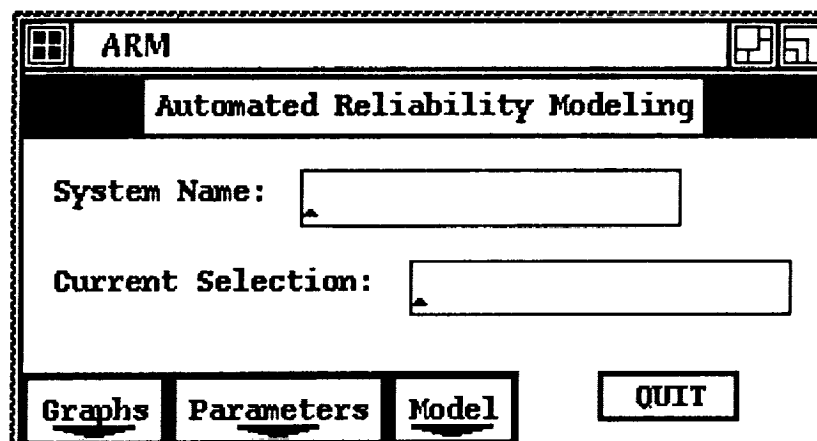 ARM
Automated Reliability Modeling
System Name:
Current Selection:
Graphs Parameters Model QUIT